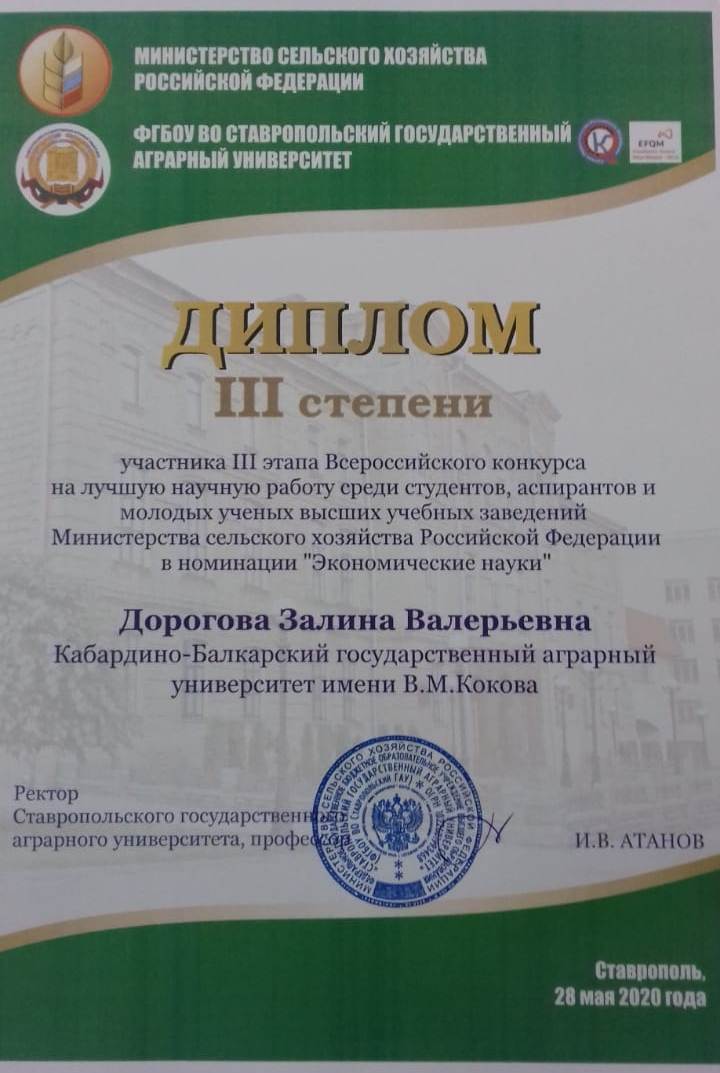 МИНИСТЕРСТВО СЕЛЬСКОГО ХОЗЯЙСТВА
РОССИЙСКОЙ ФЕДЕРАЦИИ
ФГБОУ ВО СТАВРОПОЛЬСКИЙ ГОСУДАРСТВЕННЫЙ
АГРАРНЫЙ УНИВЕРСИТЕТ
EFQM
ДИПЛОМ
III степени
участника III этапа Всероссийского конкурса
на лучшую научную работу среди студентов, аспирантов и
молодых ученых высших учебных заведений
Министерства сельского хозяйства Российской Федерации
в номинации "Экономические науки"
Дорогова Залина Валерьевна
Кабардино-Балкарский государственный аграрный
университет имени В.М.Кокова
Ректор
Ставропольского государственного
аграрного университета, профессор
И.В. АТАНОВ
Ставрополь,
28 мая 2020 года